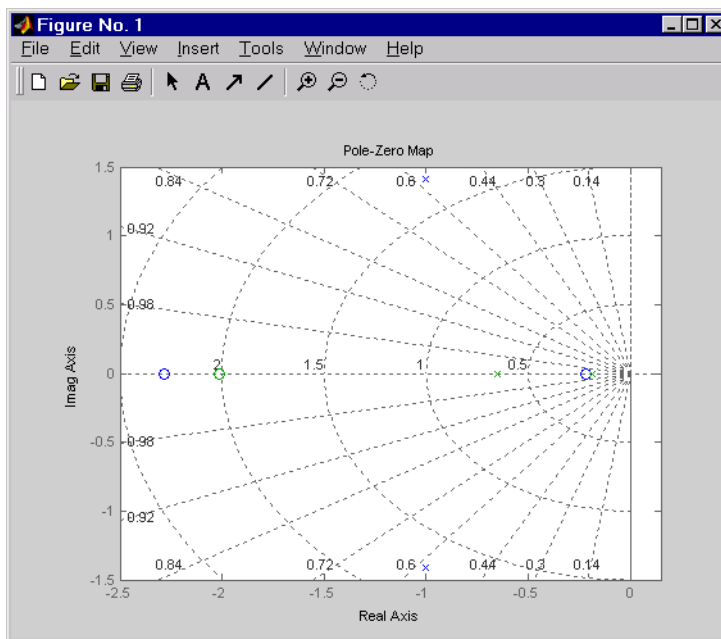 Figure No. 1
File Edit View Insert Tools Window Help
A
Pole-Zero Map
1.5
0.84 0.72 0.6 0.44 0.3 0.14
0.92
1
0.5
0.98
2 1.5 1 0.5
0
-0.5
0.98
-1
0.92
0.84 0.72 0.6 0.44 0.3 0.14
-1.5
-2.5 -2 -1.5 -1 -0.5 0
Real Axis
Imag Axis